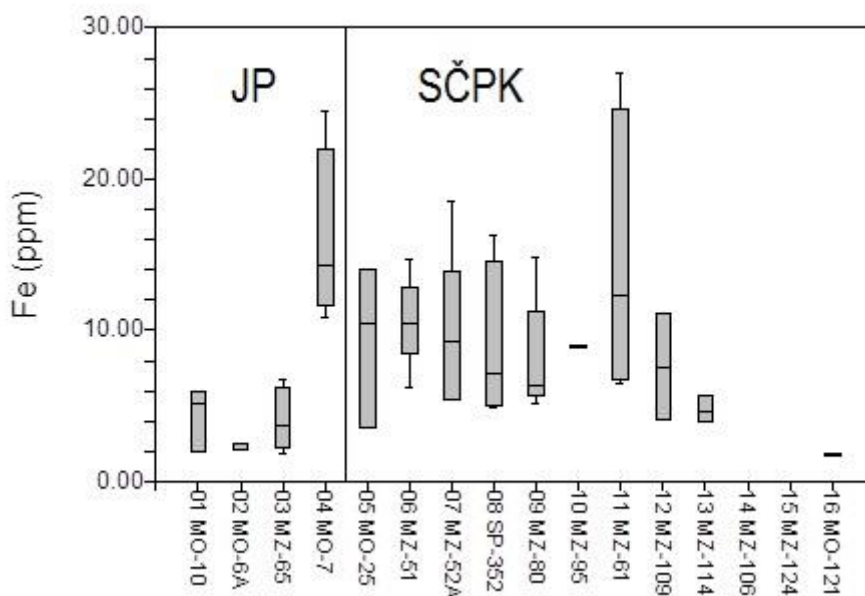 30.00
20.00
10.00
0.00
Fe (ppm)
JP
SČPK
01 MO-10
02 MO-6A
03 MZ-65
04 MO-7
05 MO-25
06 MZ-51
07 MZ-52A
08 SP-352
09 MZ-80
10 MZ-95
11 MZ-61
12 MZ-109
13 MZ-114
14 MZ-106
15 MZ-124
16 MO-121